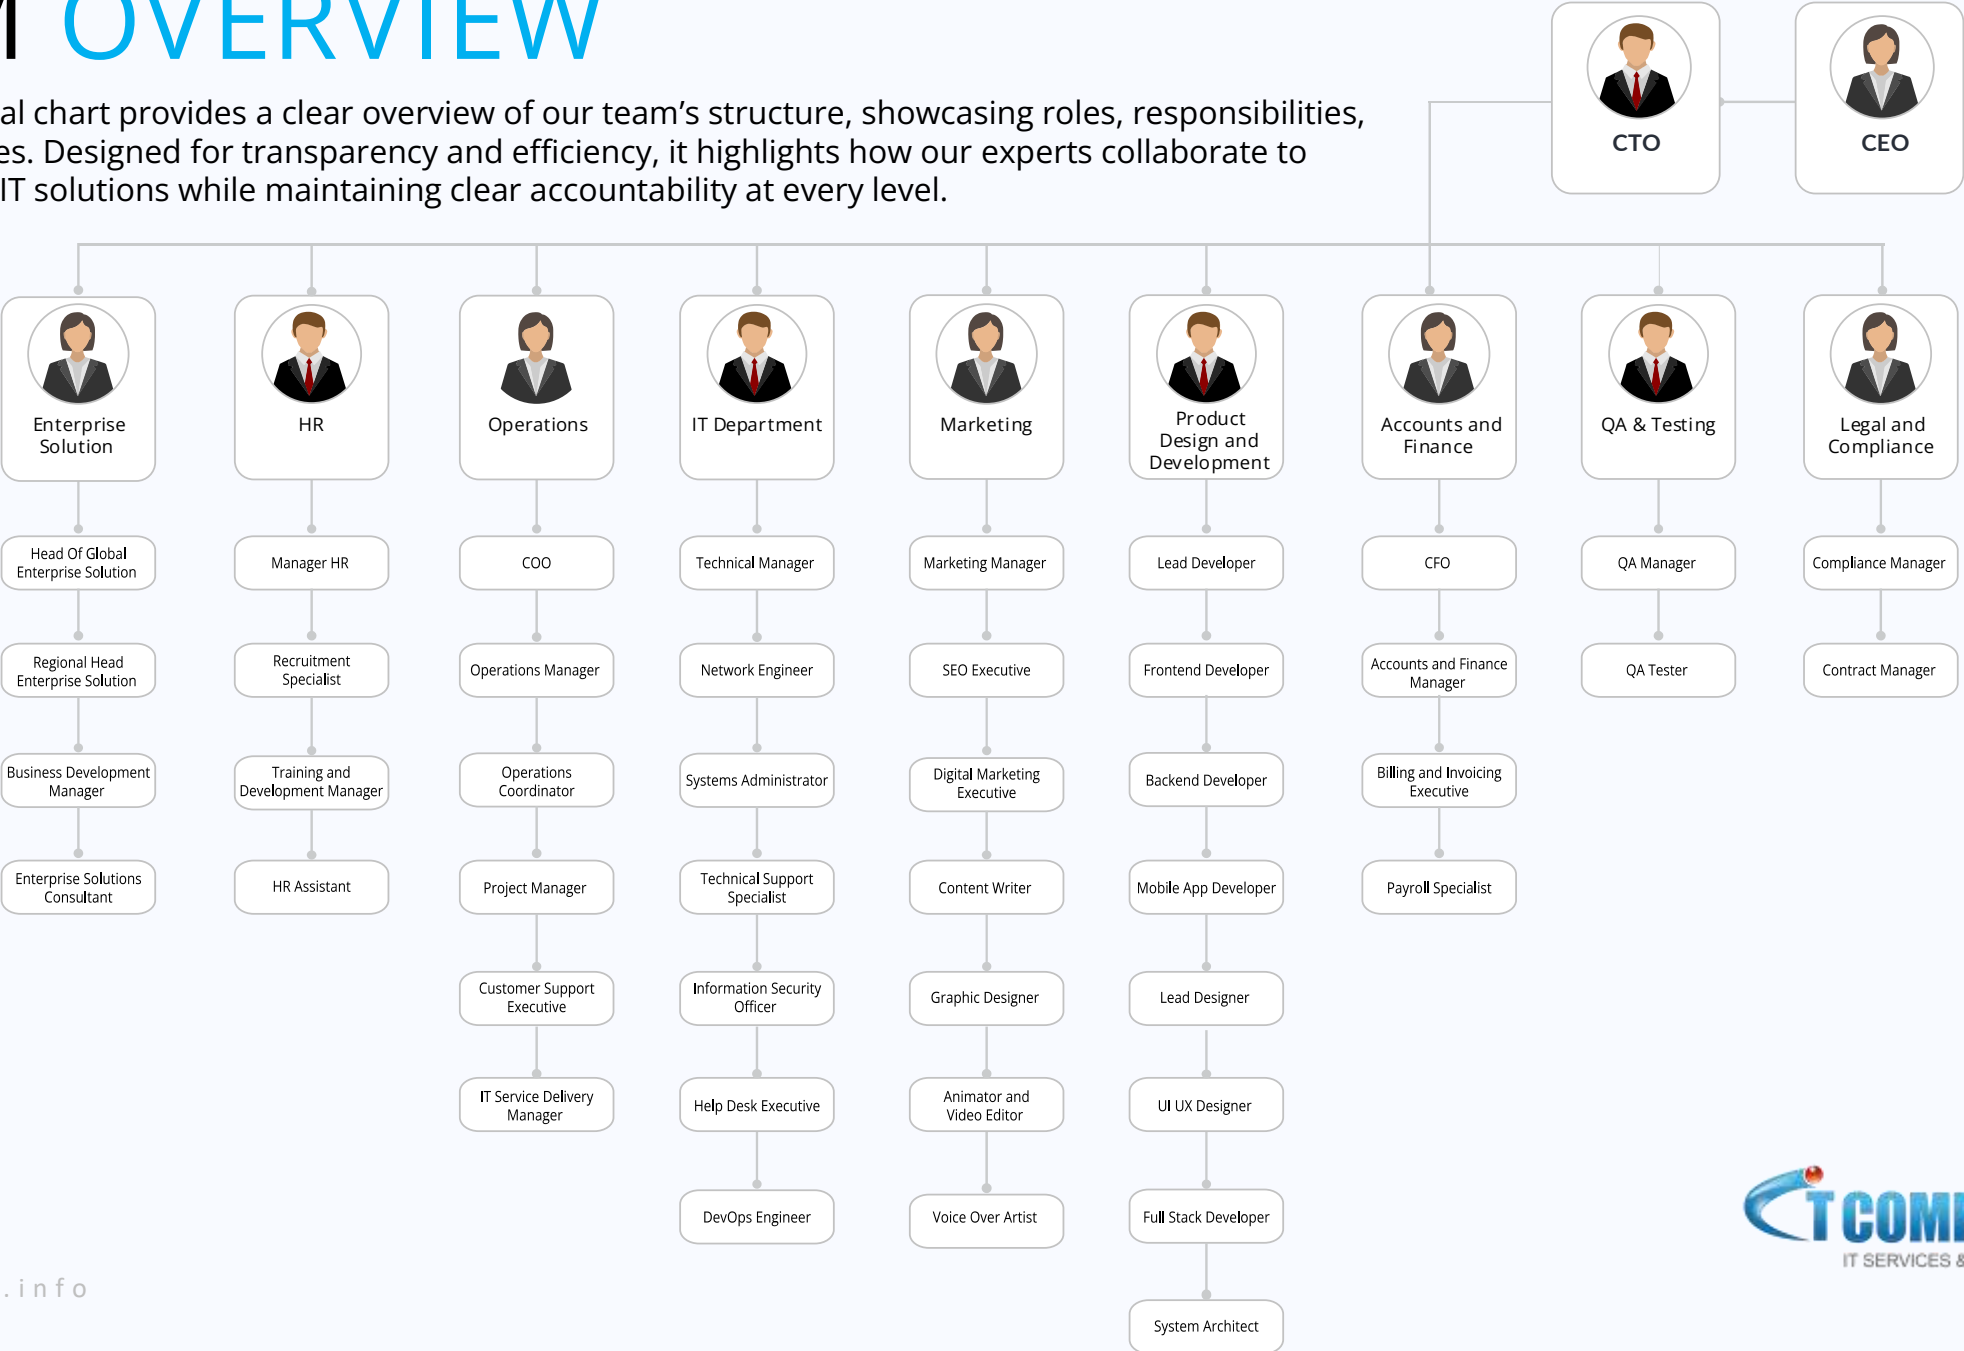 OVERVIEW
al chart provides a clear overview of our team's structure, showcasing roles, responsibilities,
es. Designed for transparency and efficiency, it highlights how our experts collaborate to
IT solutions while maintaining clear accountability at every level.
CTO
CEO
Enterprise
Solution
HR
Operations
IT Department
Marketing
Product
Design and
Development
Accounts and
Finance
QA & Testing
Legal and
Compliance
Head Of Global
Enterprise Solution
Manager HR
COO
Technical Manager
Marketing Manager
Lead Developer
CFO
QA Manager
Compliance Manager
Regional Head
Enterprise Solution
Recruitment
Specialist
Operations Manager
Network Engineer
SEO Executive
Frontend Developer
Accounts and Finance
Manager
QA Tester
Contract Manager
Business Development
Manager
Training and
Development Manager
Operations
Coordinator
Systems Administrator
Digital Marketing
Executive
Backend Developer
Billing and Invoicing
Executive
Enterprise Solutions
Consultant
HR Assistant
Project Manager
Technical Support
Specialist
Content Writer
Mobile App Developer
Payroll Specialist
Customer Support
Executive
Information Security
Officer
Graphic Designer
Lead Designer
IT Service Delivery
Manager
Help Desk Executive
Animator and
Video Editor
UI UX Designer
DevOps Engineer
Voice Over Artist
Full Stack Developer
System Architect
IT SERVICES &
.info